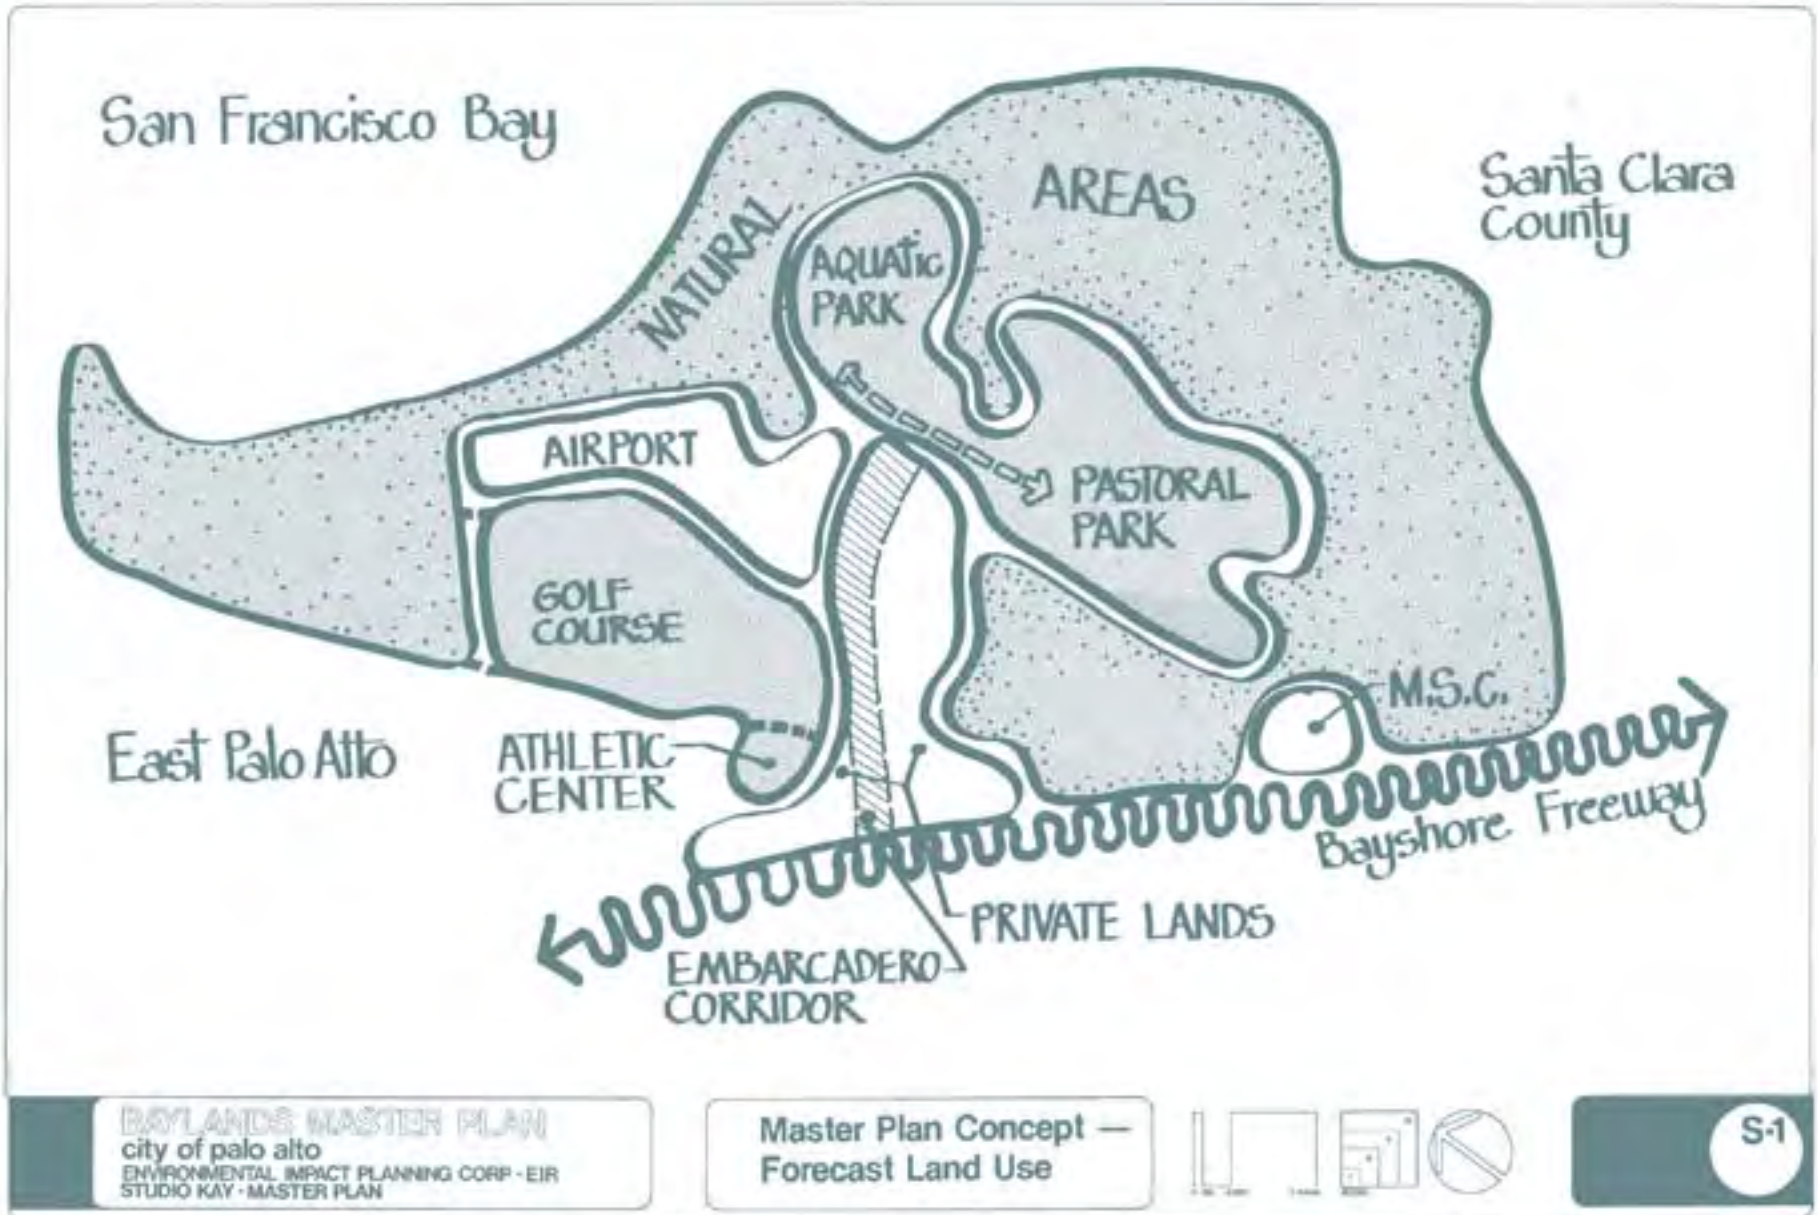 San Francisco Bay
Santa Clara
County
NATURAL
AREAS
AQUATIC
PARK
AIRPORT
PASTORAL
PARK
GOLF
COURSE
M.S.C.
East Palo Alto
ATHLETIC
CENTER
Bayshore Freeway
PRIVATE LANDS
EMBARCADERO
CORRIDOR
BAYLANDS MASTER PLAN
city of palo alto
ENVIRONMENTAL IMPACT PLANNING CORP - EIR
STUDIO KAY - MASTER PLAN
Master Plan Concept —
Forecast Land Use
S-1